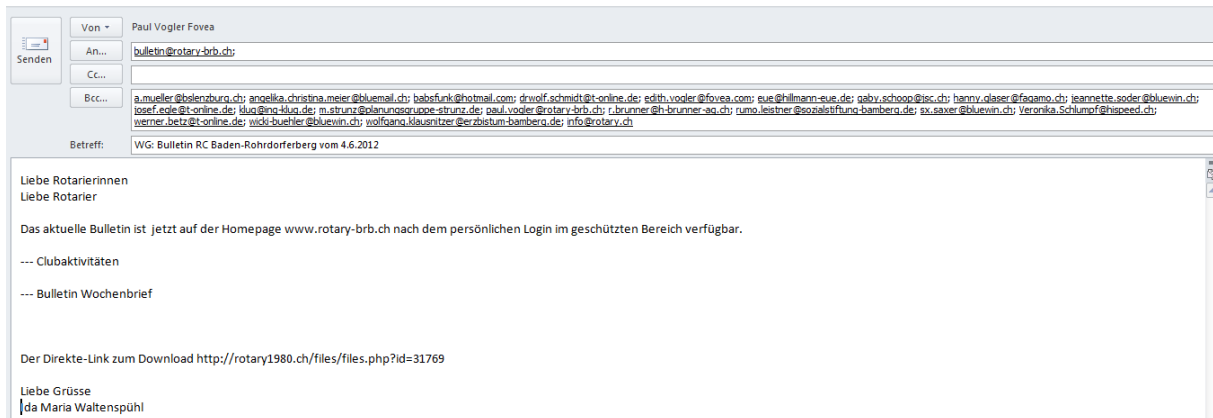 Von Paul Vogler Fovea
Senden
An... bulletin@rotary-brb.ch;
Cc...
Bcc... a.mueller@bslenzburg.ch; angelika.christina.meier@bluemail.ch; babsfunk@hotmail.com; drwolf.schmidt@t-online.de; edith.vogler@fovea.com; eue@hillmann-eue.de; gaby.schoop@jsc.ch; hanny.glaser@fagamo.ch; jeannette.soder@bluewin.ch;
josef.egle@t-online.de; klug@ing-klug.de; m.strunz@planungsgruppe-strunz.de; paul.vogler@rotary-brb.ch; r.brunner@h-brunner-ag.ch; rumo.leistner@sozialstiftung-bamberg.de; sx.saxer@bluewin.ch; Veronika.Schlumpf@hispeed.ch;
werner.betz@t-online.de; wicki-buehler@bluewin.ch; wolfgang.klausnitzer@erzbistum-bamberg.de; info@rotary.ch
Betreff: WG: Bulletin RC Baden-Rohrdorferberg vom 4.6.2012
Liebe Rotarierinnen
Liebe Rotarier
Das aktuelle Bulletin ist jetzt auf der Homepage www.rotary-brb.ch nach dem persönlichen Login im geschützten Bereich verfügbar.
--- Clubaktivitäten
--- Bulletin Wochenbrief
Der Direkte-Link zum Download http://rotary1980.ch/files/files.php?id=31769
Liebe Grüsse
Ida Maria Waltenspühl